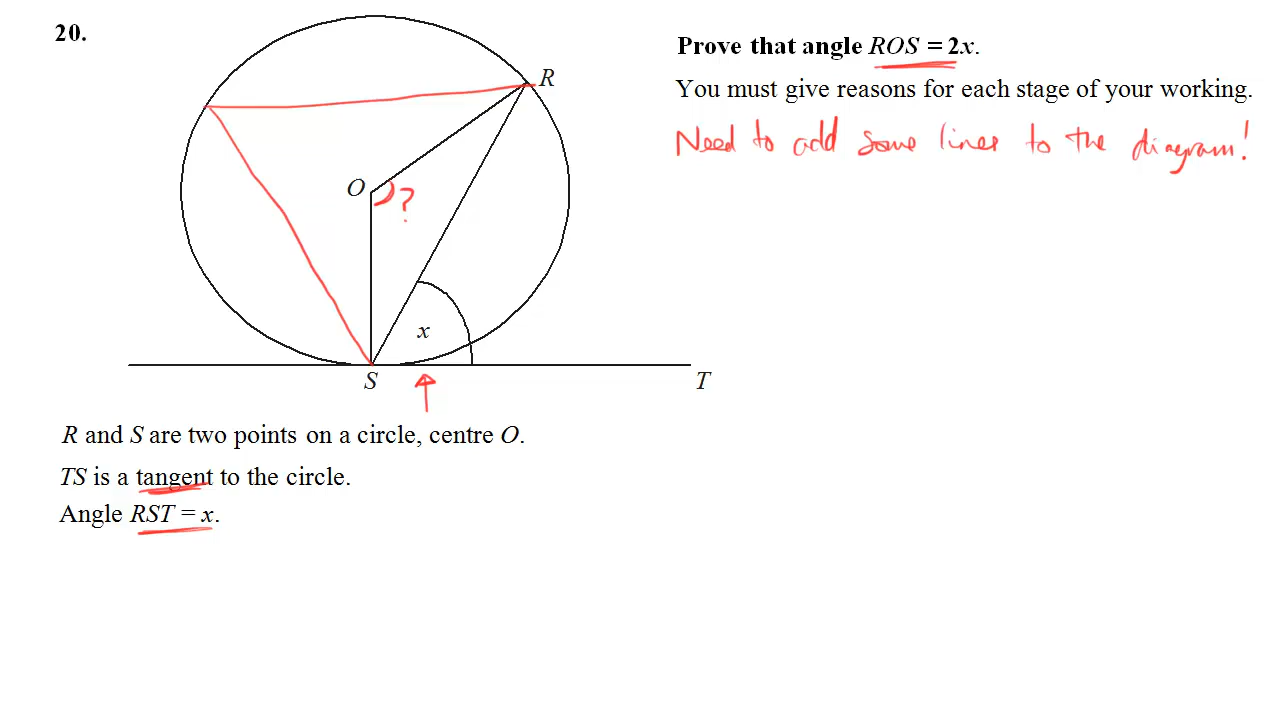 20.
R
O
?
x
S
T
R and S are two points on a circle, centre O.
TS is a tangent to the circle.
Angle RST = x.
Prove that angle ROS = 2x.
You must give reasons for each stage of your working.
Need to add some lines to the diagram!